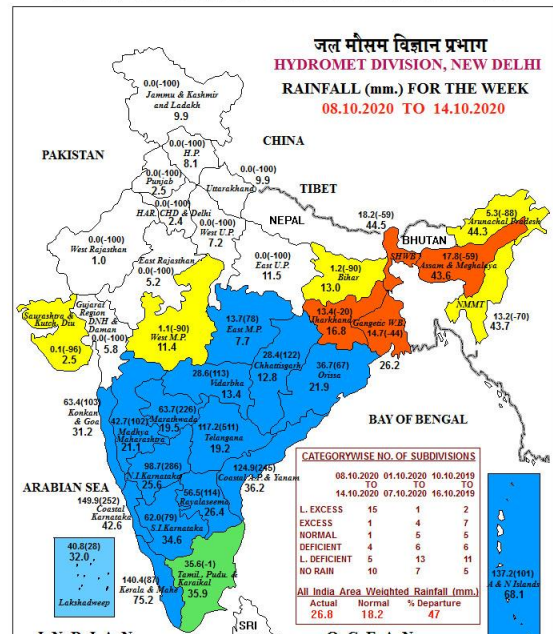 जल मौसम विज्ञान प्रभाग
HYDROMET DIVISION, NEW DELHI
RAINFALL (mm.) FOR THE WEEK
08.10.2020 TO 14.10.2020
0.0(-100)
Jammu & Kashmir
and Ladakh
9.9
CHINA
PAKISTAN
0.0(-100)
H.P.
8.1
0.0(-100)
Punjab
2.5
0.0(-100)
9.9
Uttarakhand
TIBET
0.0(-100)
HAR. CHD & Delhi
2.4
0.0(-100)
West U.P.
7.2
NEPAL
18.2(-59)
44.5
SHWB
BHUTAN
5.3(-88)
Arunachal Pradesh
44.3
17.8(-59)
Assam & Meghalaya
43.6
0.0(-100)
West Rajasthan
1.0
East Rajasthan
0.0(-100)
5.2
0.0(-100)
East U.P.
11.5
1.2(-90)
Bihar
13.0
NMMT
13.2(-70)
43.7
Saurashtra &
Kutch, Diu
0.1(-96)
2.5
Gujarat
Region
DNH &
Daman
0.0(-100)
5.8
1.1(-90)
West M.P.
11.4
13.7(78)
East M.P.
7.7
13.4(-20)
Jharkhand
16.8
Gangetic W.B.
14.7(-44)
26.2
28.4(122)
Chhattisgarh
12.8
36.7(67)
Orissa
21.9
28.6(113)
Vidarbha
13.4
63.4(103)
Konkan
& Goa
31.2
42.7(102)
Madhya
Maharashtra
21.1
63.7(226)
Marathwada
19.5
117.2(511)
Telangana
19.2
BAY OF BENGAL
98.7(286)
N.I.Karnataka
25.6
124.9(245)
Coastal A.P.& Yanam
36.2
ARABIAN SEA
149.9(252)
Coastal
Karnataka
42.6
56.5(114)
Rayalaseema
26.4
62.0(79)
S.I.Karnataka
34.6
40.8(28)
32.0
Lakshadweep
140.4(87)
Kerala & Mahe
75.2
35.6(-1)
Tamil., Pudu. &
Karaikal
35.9
SRI
CATEGORYWISE NO. OF SUBDIVISIONS
08.10.2020 01.10.2020 10.10.2019
TO TO TO
14.10.2020 07.10.2020 16.10.2019
L. EXCESS 15 1 2
EXCESS 1 4 7
NORMAL 1 5 5
DEFICIENT 4 6 6
L. DEFICIENT 5 13 11
NO RAIN 10 7 5
All India Area Weighted Rainfall (mm.)
Actual Normal % Departure
26.8 18.2 47
137.2(101)
A & N Islands
68.1
I N D I A N
O C E A N